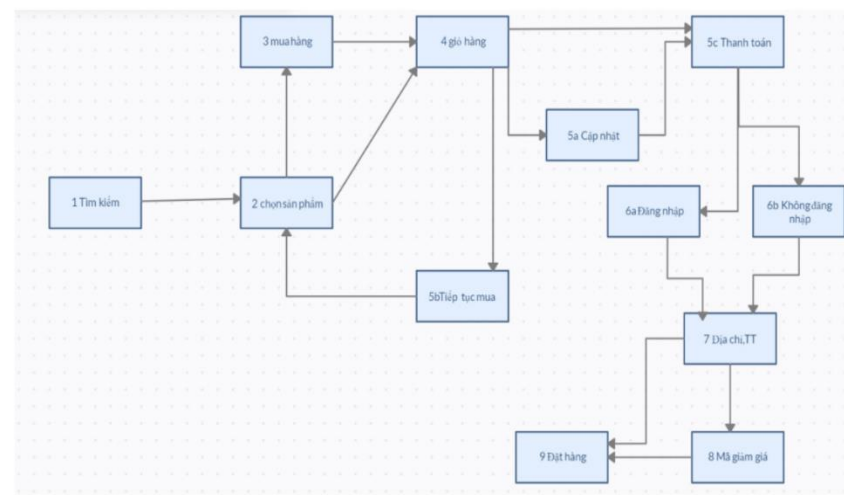 3 mua hàng
4 giỏ hàng
5c Thanh toán
5a Cập nhật
1 Tìm kiếm
2 chọn sản phẩm
6a Đăng nhập
6b Không đăng
nhập
5b Tiếp tục mua
7 Địa chỉ,TT
9 Đặt hàng
8 Mã giảm giá